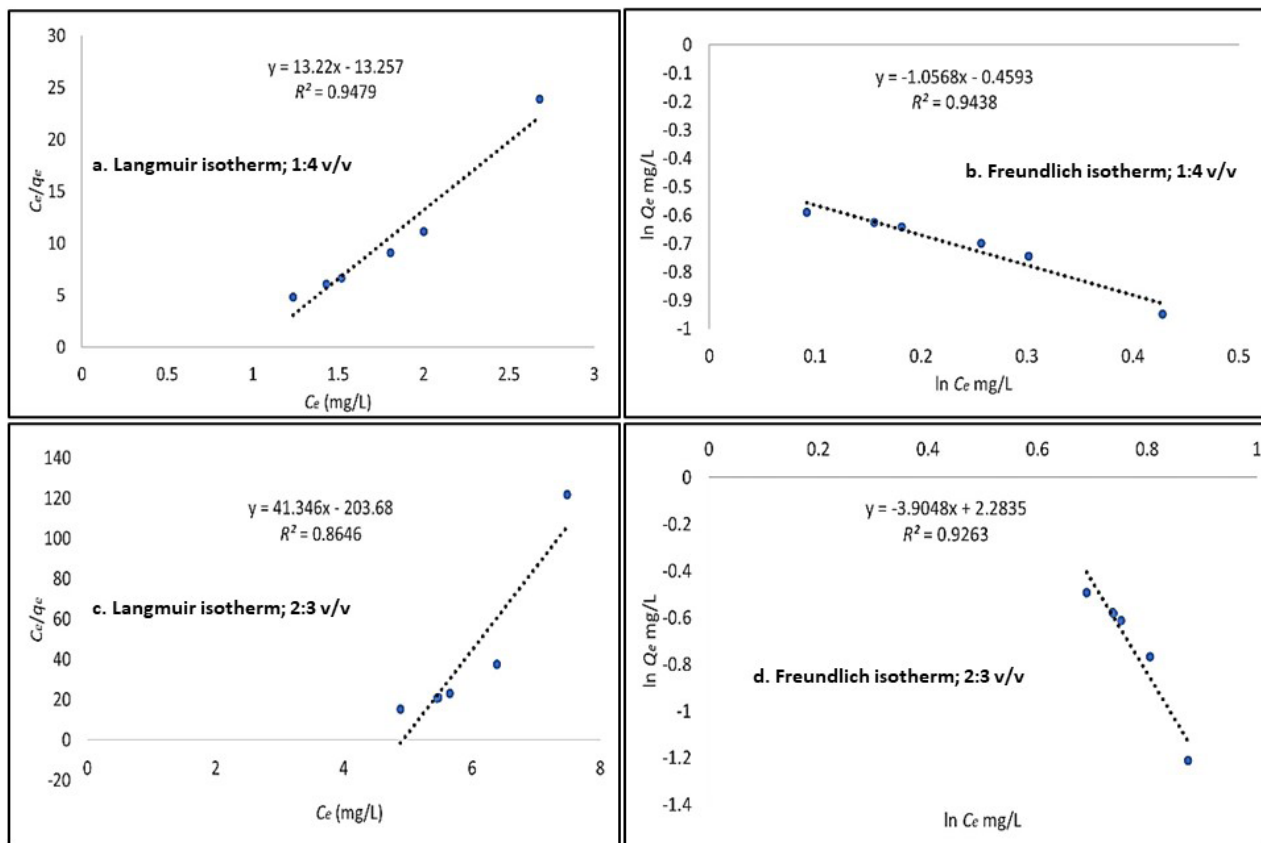 30
25
20
15
10
5
0
Ce/qe
y = 13.22x - 13.257
R² = 0.9479
a. Langmuir isotherm; 1:4 v/v
0 0.5 1 1.5 2 2.5 3
Ce (mg/L)
0
-0.1
-0.2
-0.3
-0.4
-0.5
-0.6
-0.7
-0.8
-0.9
-1
ln Qe mg/L
y = -1.0568x - 0.4593
R² = 0.9438
b. Freundlich isotherm; 1:4 v/v
0 0.1 0.2 0.3 0.4 0.5
ln Ce mg/L
140
120
100
80
60
40
20
0
-20
Ce/qe
y = 41.346x - 203.68
R² = 0.8646
c. Langmuir isotherm; 2:3 v/v
0 2 4 6 8
Ce (mg/L)
0 0.2 0.4 0.6 0.8 1
0
-0.2
-0.4
-0.6
-0.8
-1
-1.2
-1.4
ln Qe mg/L
y = -3.9048x + 2.2835
R² = 0.9263
d. Freundlich isotherm; 2:3 v/v
ln Ce mg/L